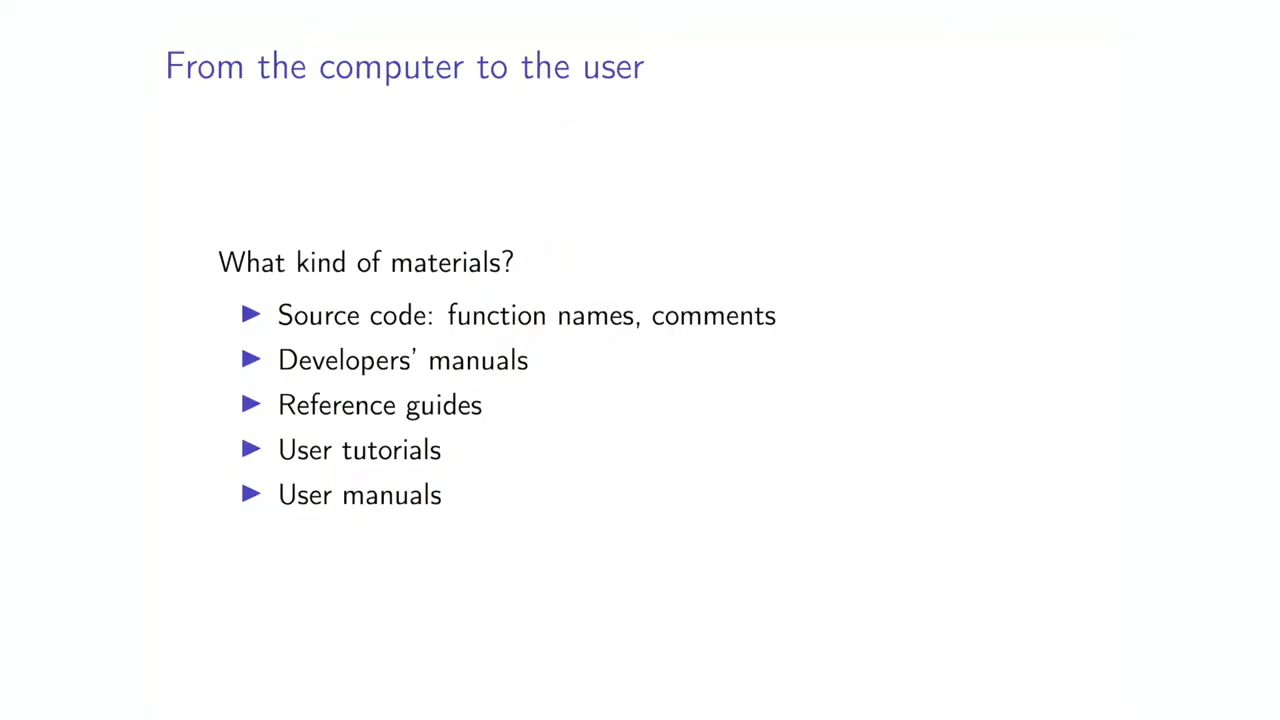 From the computer to the user
What kind of materials?
▶ Source code: function names, comments
▶ Developers' manuals
▶ Reference guides
▶ User tutorials
▶ User manuals